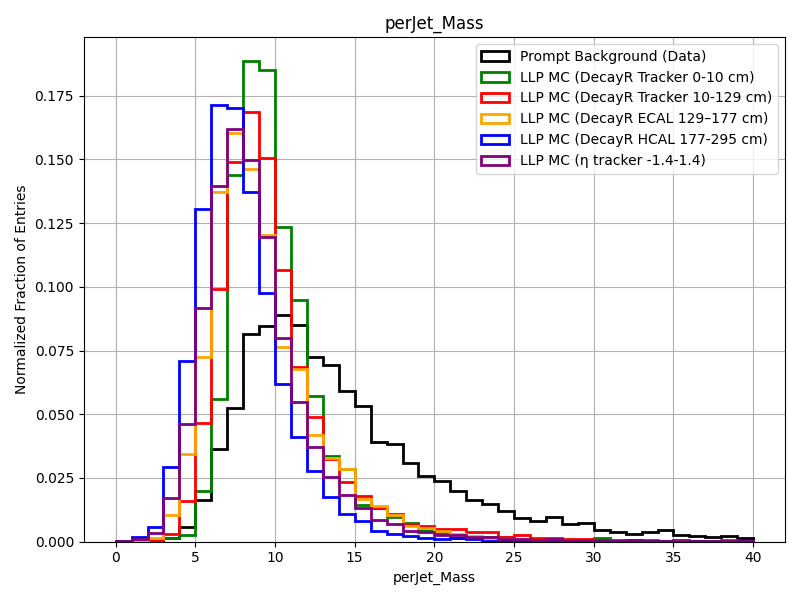 perJet_Mass
Prompt Background (Data)
LLP MC (DecayR Tracker 0-10 cm)
LLP MC (DecayR Tracker 10-129 cm)
LLP MC (DecayR ECAL 129–177 cm)
LLP MC (DecayR HCAL 177-295 cm)
LLP MC (η tracker -1.4-1.4)
Normalized Fraction of Entries
0.175
0.150
0.125
0.100
0.075
0.050
0.025
0.000
0 5 10 15 20 25 30 35 40
perJet_Mass